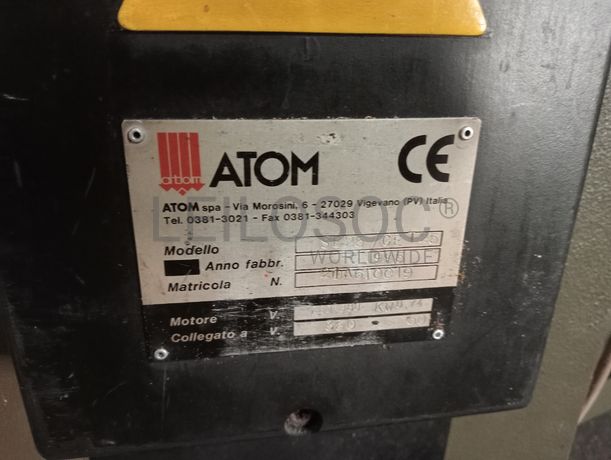 atom ATOM CE
ATOM spa - Via Morosini, 6 - 27029 Vigevano (PV) Italia
Tel. 0381-3021 - Fax 0381-344303
LEILOSOC®
WORLDWIDE
Modello
Anno fabbr.
Matricola N.
Motore V.
Collegato a V.